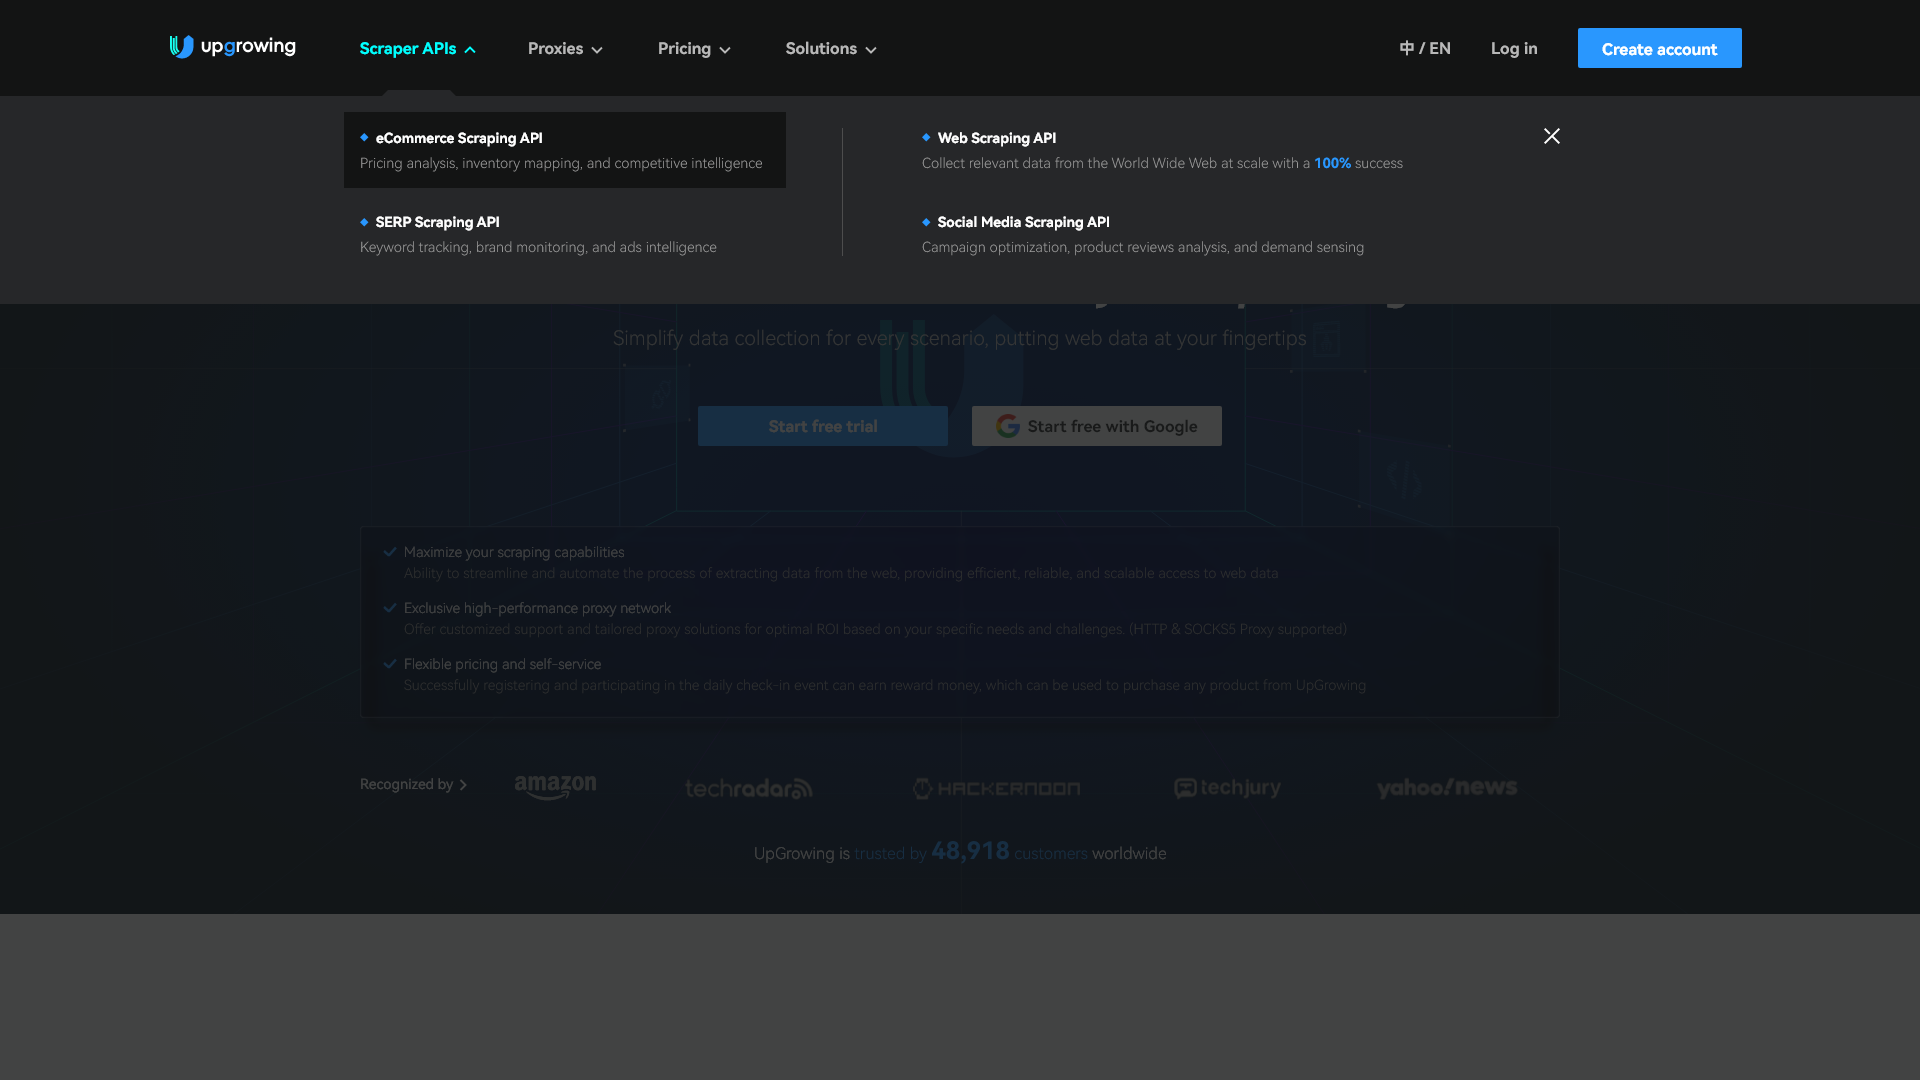 upgrowing
Scraper APIs
Proxies
Pricing
Solutions
中 / EN
Log in
Create account
eCommerce Scraping API
Pricing analysis, inventory mapping, and competitive intelligence
SERP Scraping API
Keyword tracking, brand monitoring, and ads intelligence
Web Scraping API
Collect relevant data from the World Wide Web at scale with a 100% success
Social Media Scraping API
Campaign optimization, product reviews analysis, and demand sensing
Simplify data collection for every scenario, putting web data at your fingertips
Start free trial
Start free with Google
Maximize your scraping capabilities
Ability to streamline and automate the process of extracting data from the web, providing efficient, reliable, and scalable access to web data
Exclusive high-performance proxy network
Offer customized support and tailored proxy solutions for optimal ROI based on your specific needs and challenges. (HTTP & SOCKS5 Proxy supported)
Flexible pricing and self-service
Successfully registering and participating in the daily check-in event can earn reward money, which can be used to purchase any product from UpGrowing
Recognized by
amazon
techradar
HACKERNOON
techjury
yahoo!news
UpGrowing is trusted by 48,918 customers worldwide